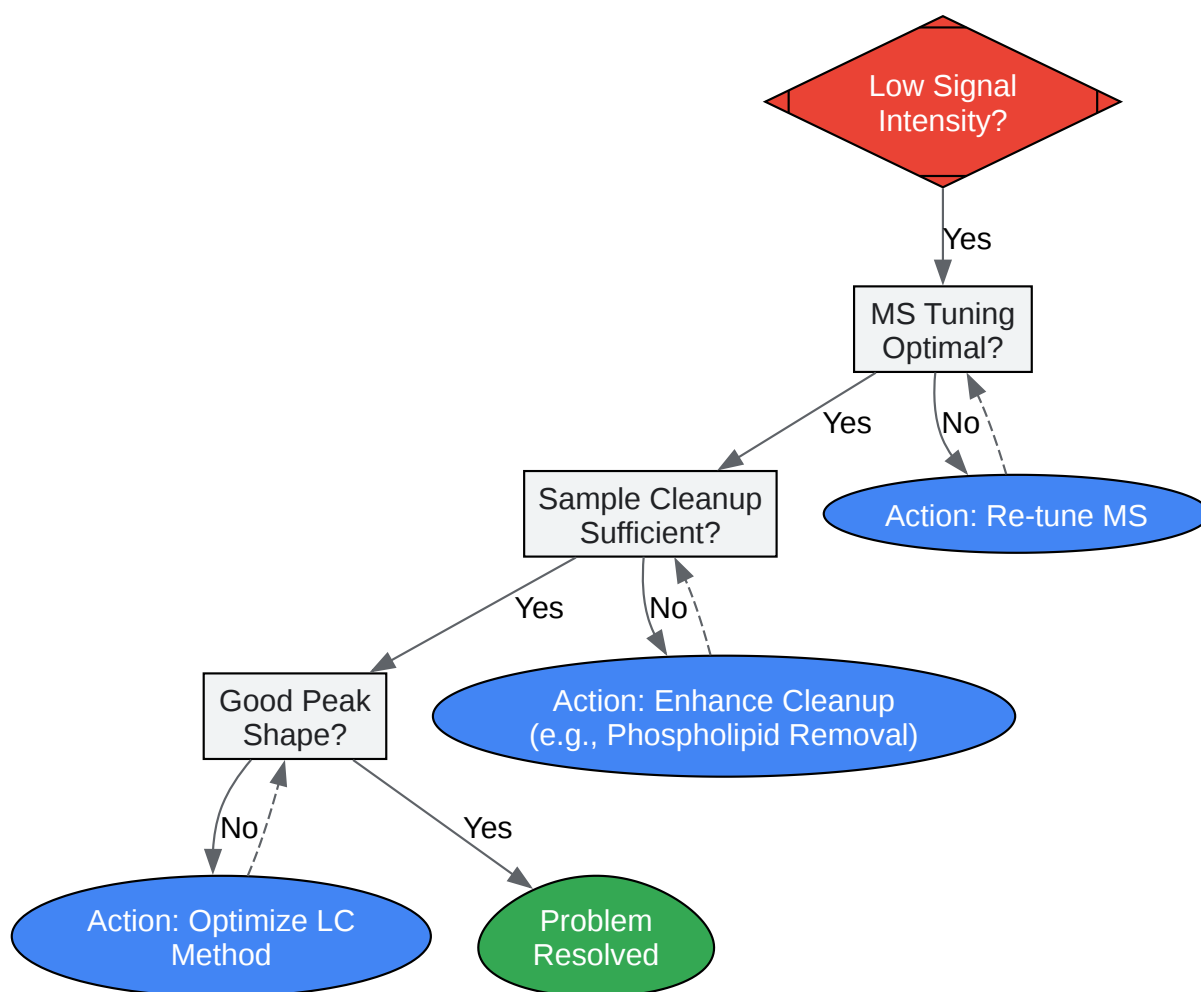 Low Signal
Intensity?
Yes
MS Tuning
Optimal?
Yes
No
Sample Cleanup
Sufficient?
Action: Re-tune MS
Yes
No
Good Peak
Shape?
Action: Enhance Cleanup
(e.g., Phospholipid Removal)
No
Yes
Action: Optimize LC
Method
Problem
Resolved